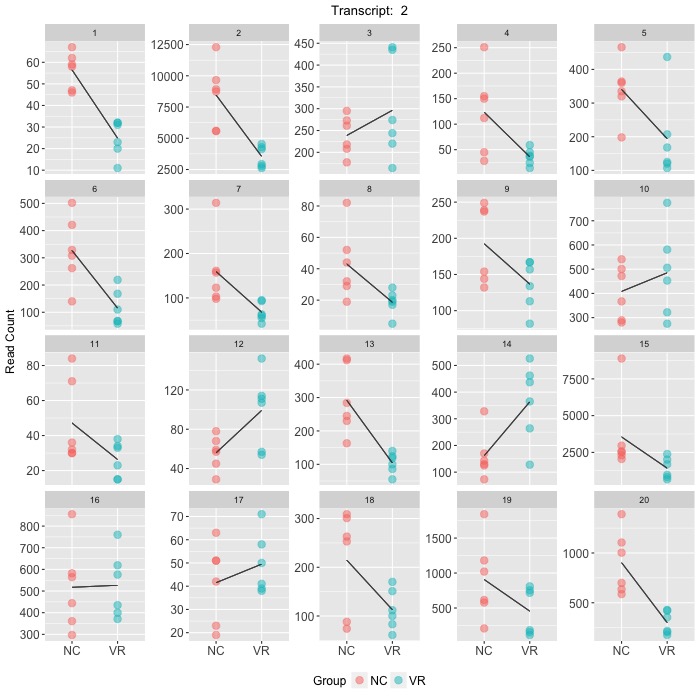 Transcript: 2
1 2 3 4 5
60 50 40 30 20 10
12500 10000 7500 5000 2500
450 400 350 300 250 200
250 200 150 100 50
400 300 200 100
6 7 8 9 10
500 400 300 200 100
300 200 100
80 60 40 20
250 200 150 100
700 600 500 400 300
Read Count
11 12 13 14 15
80 60 40 20
120 80 40
400 300 200 100
500 400 300 200 100
7500 5000 2500
16 17 18 19 20
800 700 600 500 400 300
70 60 50 40 30 20
300 200 100
1500 1000 500
1000 500
NC VR NC VR NC VR NC VR NC VR
Group NC VR